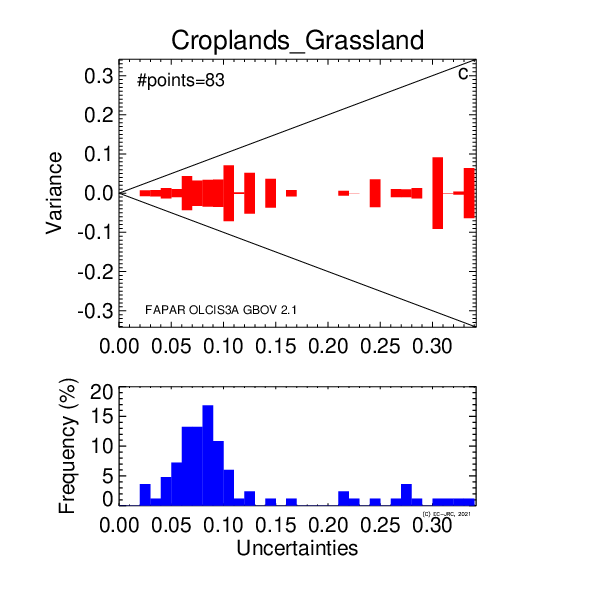 Croplands_Grassland
#points=83
C
Variance
0.3
0.2
0.1
0.0
-0.1
-0.2
-0.3
FAPAR OLCIS3A GBOV 2.1
0.00 0.05 0.10 0.15 0.20 0.25 0.30
Frequency (%)
20
15
10
5
0
(C) EC-JRC, 2021
0.00 0.05 0.10 0.15 0.20 0.25 0.30
Uncertainties